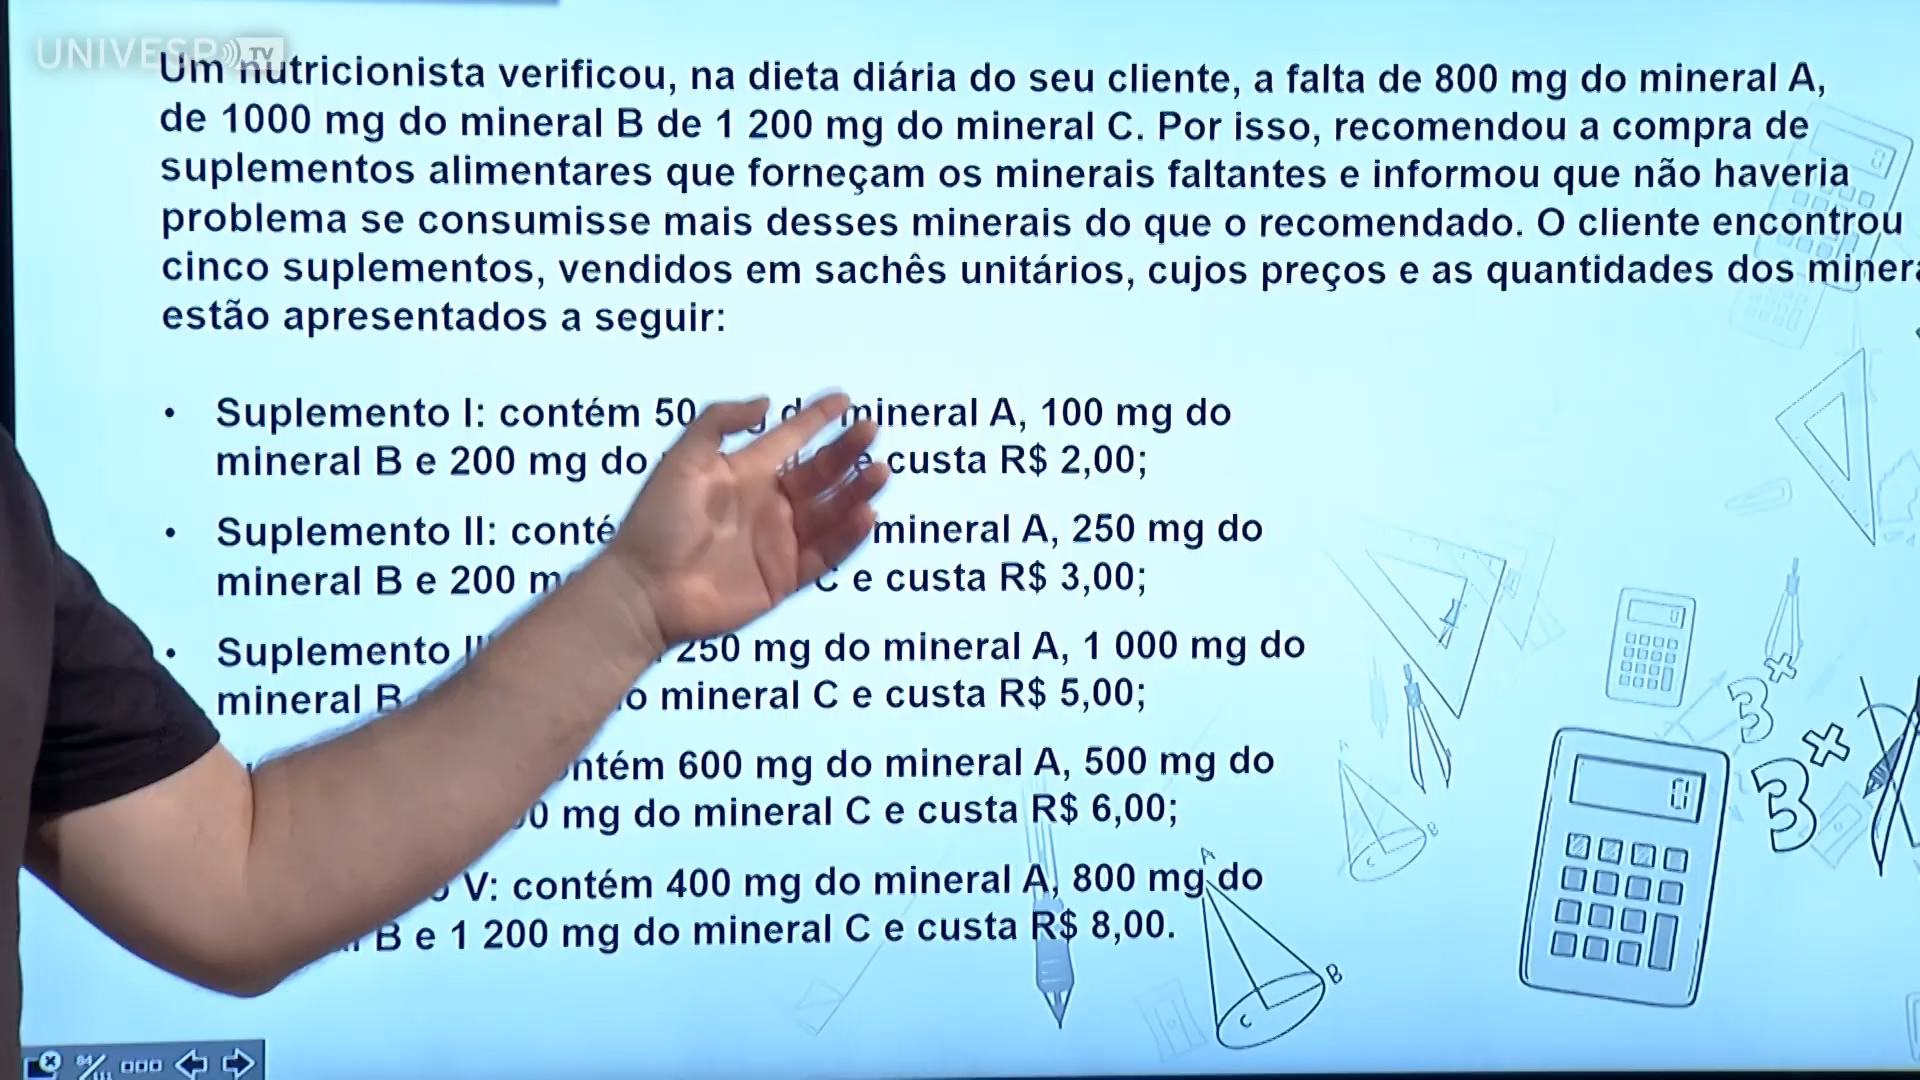 UNIVESP TV
Um nutricionista verificou, na dieta diária do seu cliente, a falta de 800 mg do mineral A,
de 1000 mg do mineral B de 1 200 mg do mineral C. Por isso, recomendou a compra de
suplementos alimentares que forneçam os minerais faltantes e informou que não haveria
problema se consumisse mais desses minerais do que o recomendado. O cliente encontrou
cinco suplementos, vendidos em sachês unitários, cujos preços e as quantidades dos
estão apresentados a seguir:
• Suplemento I: contém 50 mineral A, 100 mg do
mineral B e 200 mg do custa R$ 2,00;
• Suplemento II: mineral A, 250 mg do
mineral B e 200 C e custa R$ 3,00;
• Suplemento 250 mg do mineral A, 1 000 mg do
mineral B mineral C e custa R$ 5,00;
600 mg do mineral A, 500 mg do
mg do mineral C e custa R$ 6,00;
V: contém 400 mg do mineral A, 800 mg do
B e 1 200 mg do mineral C e custa R$ 8,00.
A
B
C
A
B
C
3x
3x
0
0